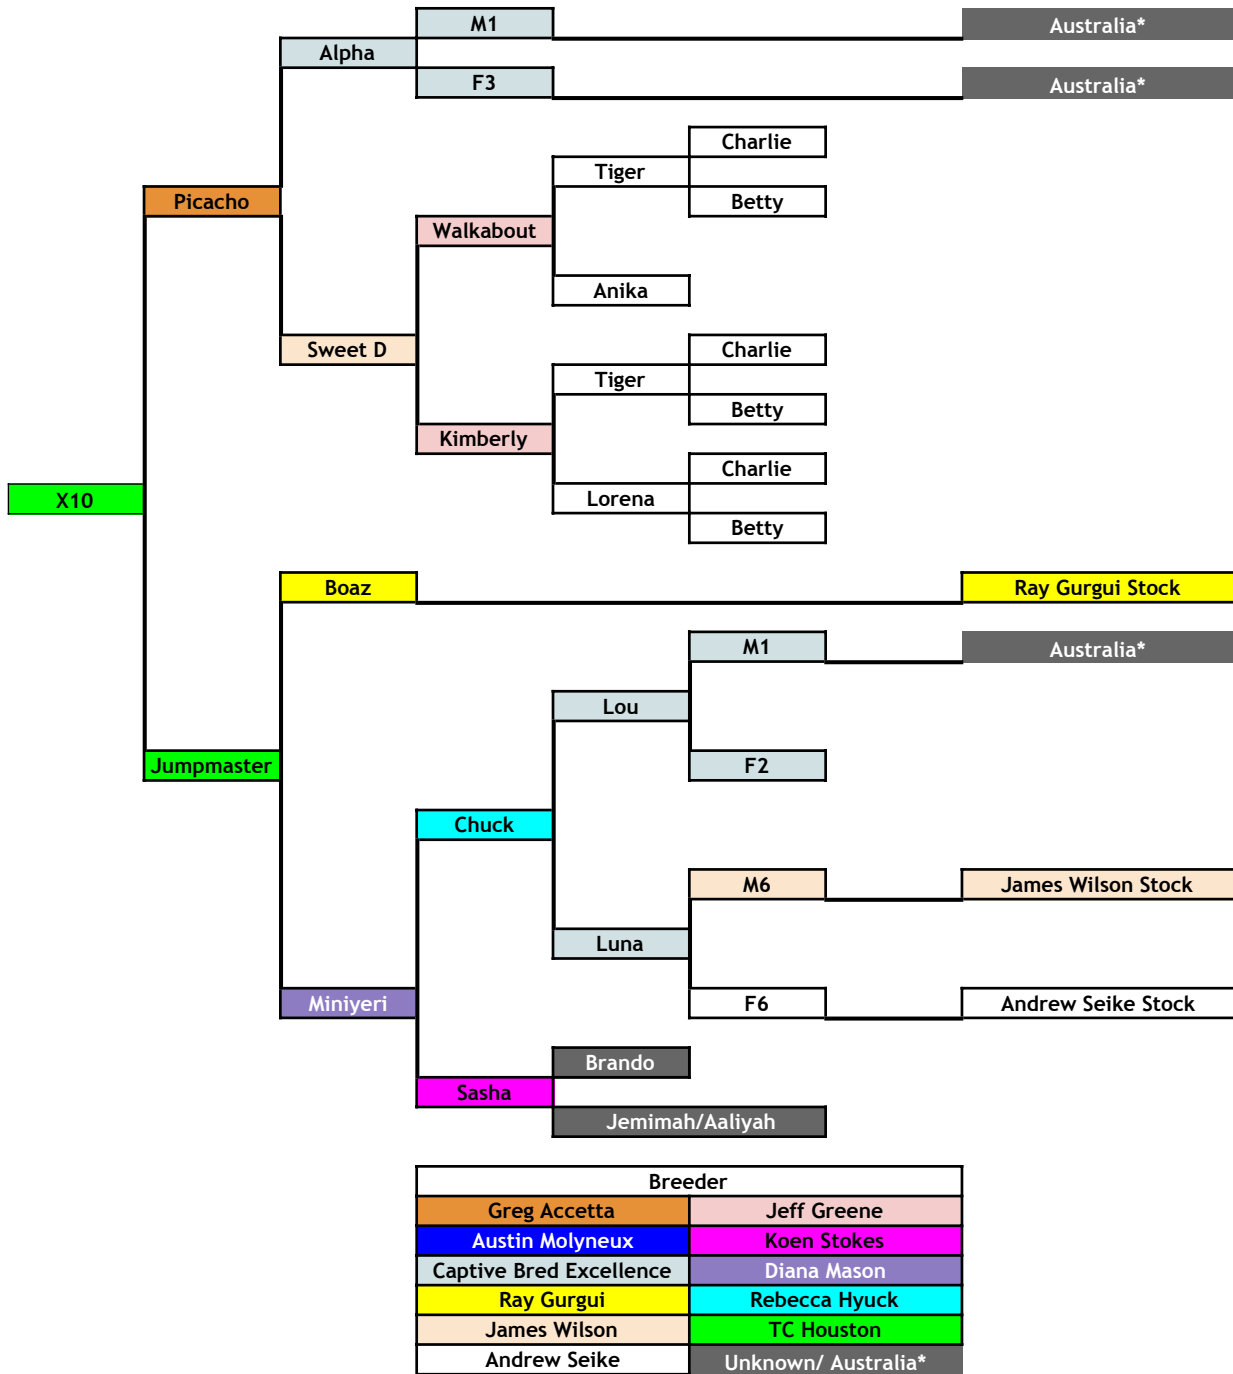 M1
Australia*
Alpha
F3
Australia*
Charlie
Tiger
Picacho
Betty
Walkabout
Anika
Sweet D
Charlie
Tiger
Betty
Kimberly
Charlie
X10
Lorena
Betty
Boaz
Ray Gurgui Stock
M1
Australia*
Lou
Jumpmaster
F2
Chuck
M6
James Wilson Stock
Luna
Miniyeri
F6
Andrew Seike Stock
Brando
Sasha
Jemimah/Aaliyah
Breeder
Greg Accetta
Jeff Greene
Austin Molyneux
Koen Stokes
Captive Bred Excellence
Diana Mason
Ray Gurgui
Rebecca Hyuck
James Wilson
TC Houston
Andrew Seike
Unknown/ Australia*